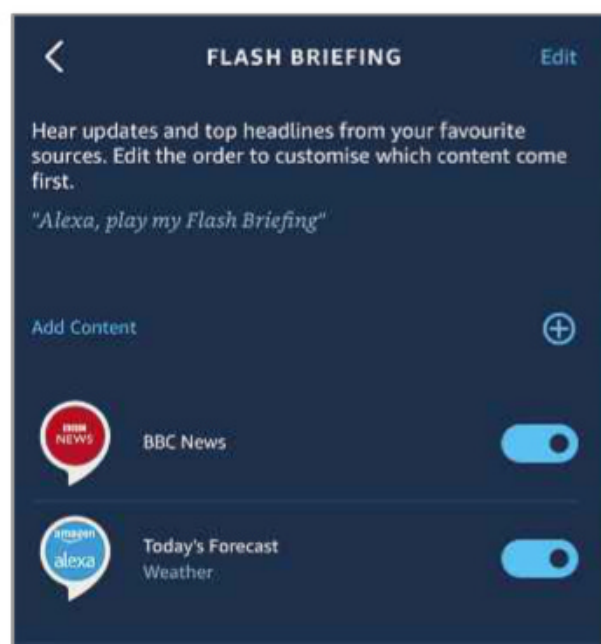 FLASH BRIEFING
Edit
Hear updates and top headlines from your favourite
sources. Edit the order to customise which content come
first.
"Alexa, play my Flash Briefing"
Add Content
BBC
NEWS
BBC News
amazon
alexa
Today's Forecast
Weather